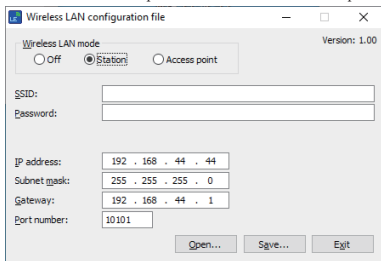 Wireless LAN configuration file
Wireless LAN mode
Version: 1.00
Off Station Access point
SSID:
Password:
IP address: 192 . 168 . 44 . 44
Subnet mask: 255 . 255 . 255 . 0
Gateway: 192 . 168 . 44 . 1
Port number: 10101
Open... Save... Exit